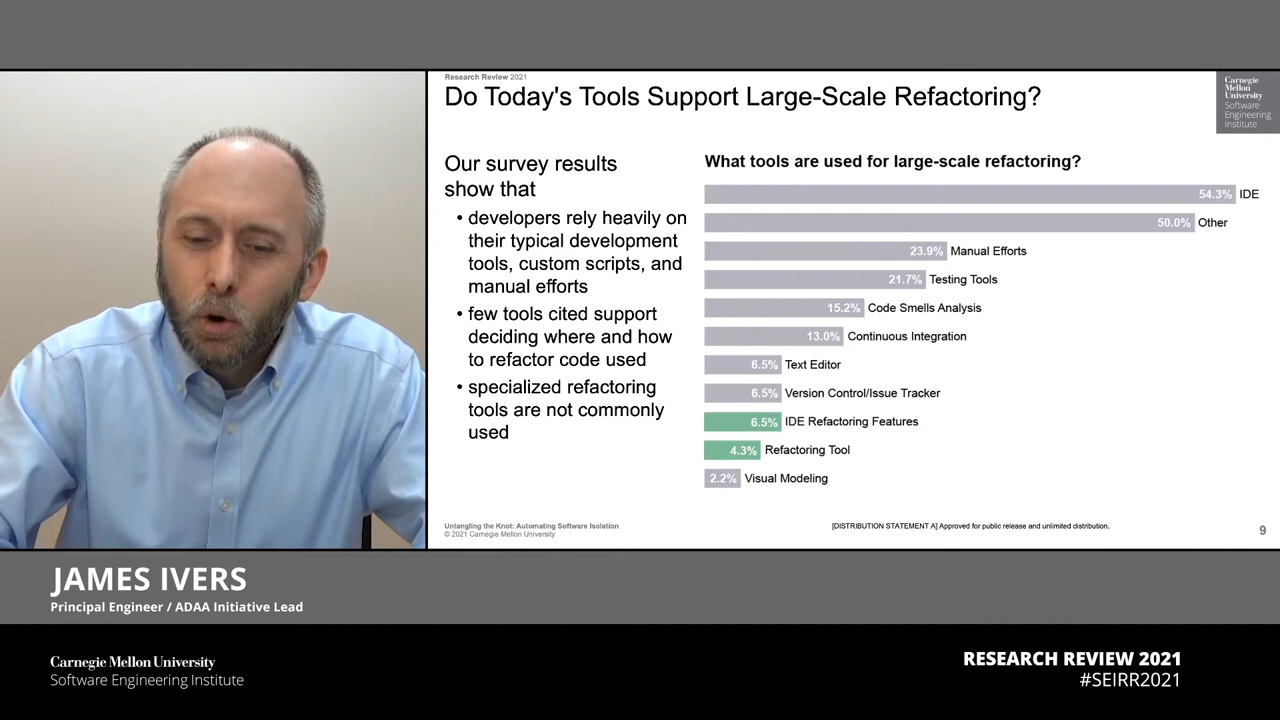 Research Review 2021
Do Today's Tools Support Large-Scale Refactoring?
Carnegie
Mellon
University
Software
Engineering
Institute
Our survey results
show that
• developers rely heavily on
their typical development
tools, custom scripts, and
manual efforts
• few tools cited support
deciding where and how
to refactor code used
• specialized refactoring
tools are not commonly
used
What tools are used for large-scale refactoring?
54.3% IDE
50.0% Other
23.9% Manual Efforts
21.7% Testing Tools
15.2% Code Smells Analysis
13.0% Continuous Integration
6.5% Text Editor
6.5% Version Control/Issue Tracker
6.5% IDE Refactoring Features
4.3% Refactoring Tool
2.2% Visual Modeling
Untangling the Knot: Automating Software Isolation
© 2021 Carnegie Mellon University
[DISTRIBUTION STATEMENT A] Approved for public release and unlimited distribution.
9
JAMES IVERS
Principal Engineer / ADAA Initiative Lead
Carnegie Mellon University
Software Engineering Institute
RESEARCH REVIEW 2021
#SEIRR2021